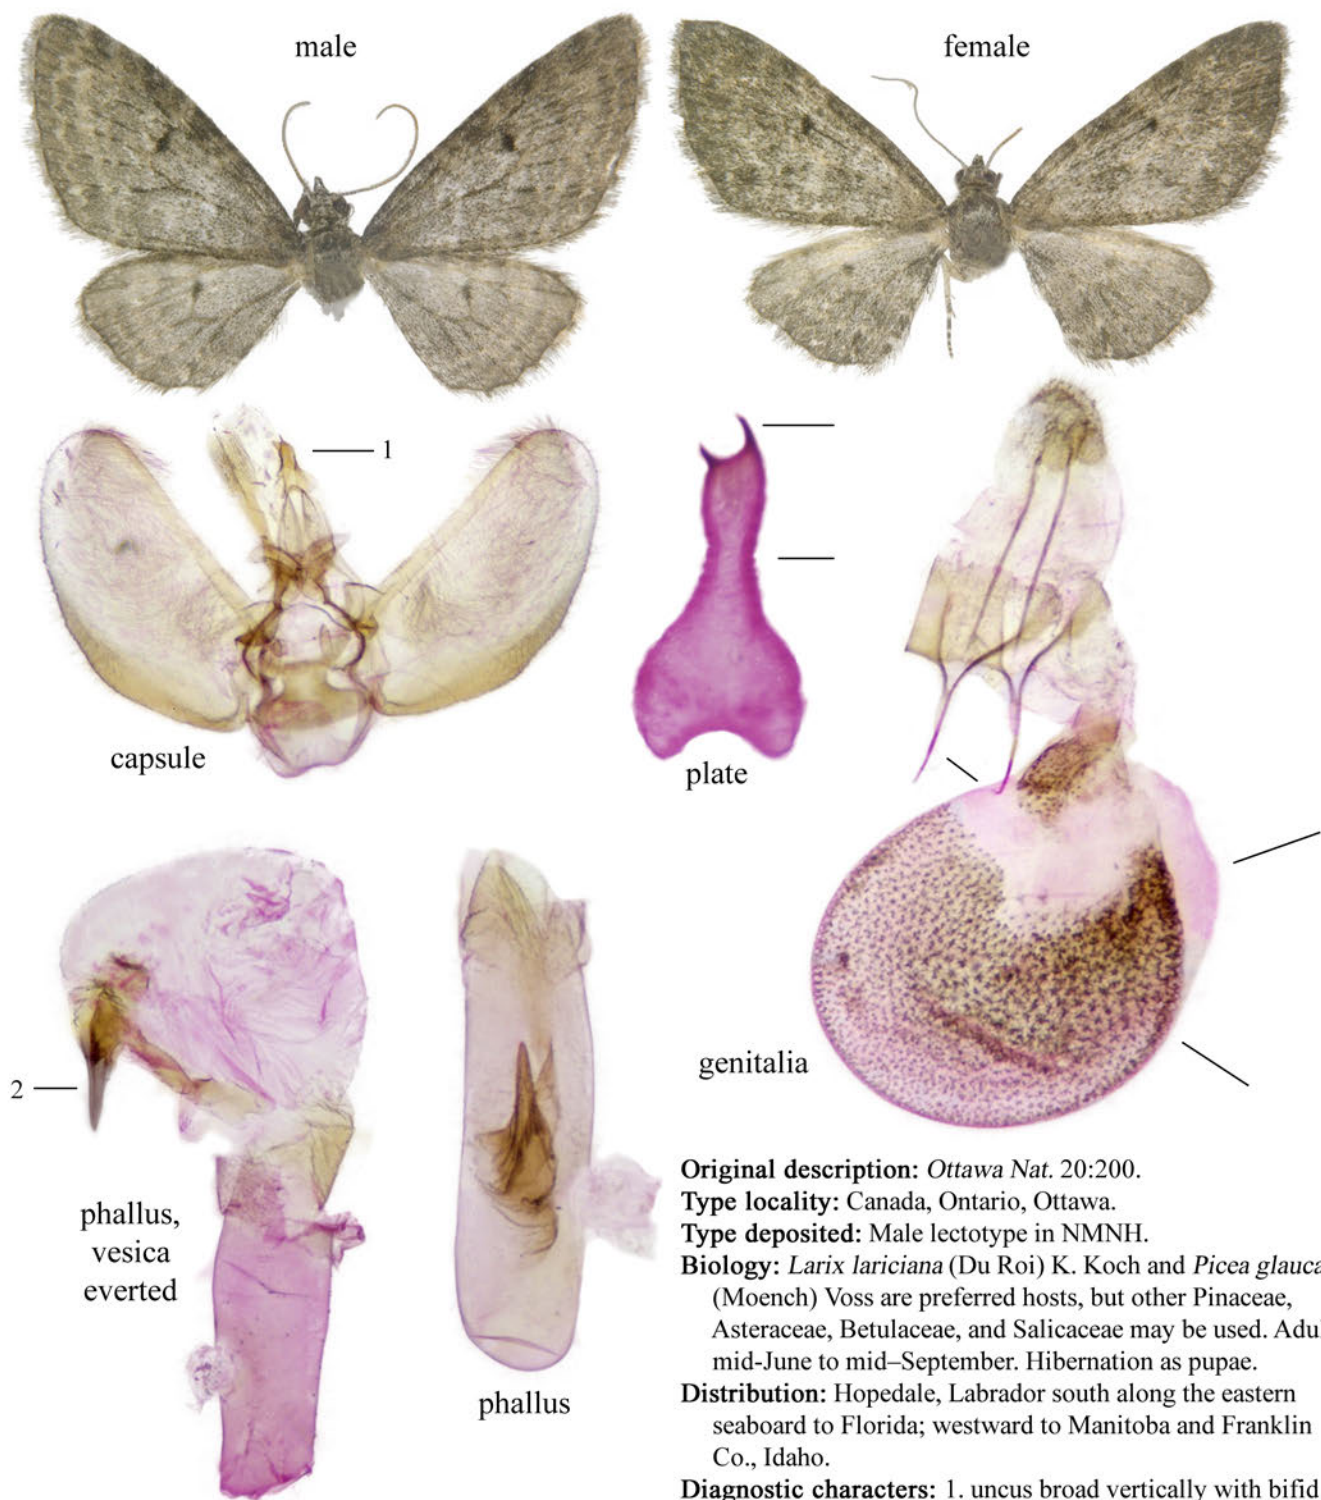 male
female
1
capsule
plate
genitalia
2
phallus,
vesica
everted
phallus
Original description: Ottawa Nat. 20:200.
Type locality: Canada, Ontario, Ottawa.
Type deposited: Male lectotype in NMNH.
Biology: Larix lariciana (Du Roi) K. Koch and Picea glauca
(Moench) Voss are preferred hosts, but other Pinaceae,
Asteraceae, Betulaceae, and Salicaceae may be used.
mid-June to mid–September. Hibernation as pupae.
Distribution: Hopedale, Labrador south along the eastern
seaboard to Florida; westward to Manitoba and Franklin
Co., Idaho.
Diagnostic characters: 1. uncus broad vertically with bifid